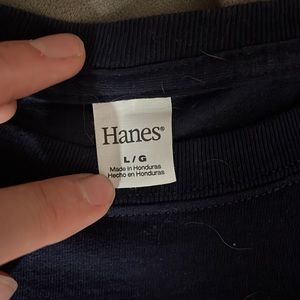 Hanes®
L/G
Made in Honduras
Hecho en Honduras